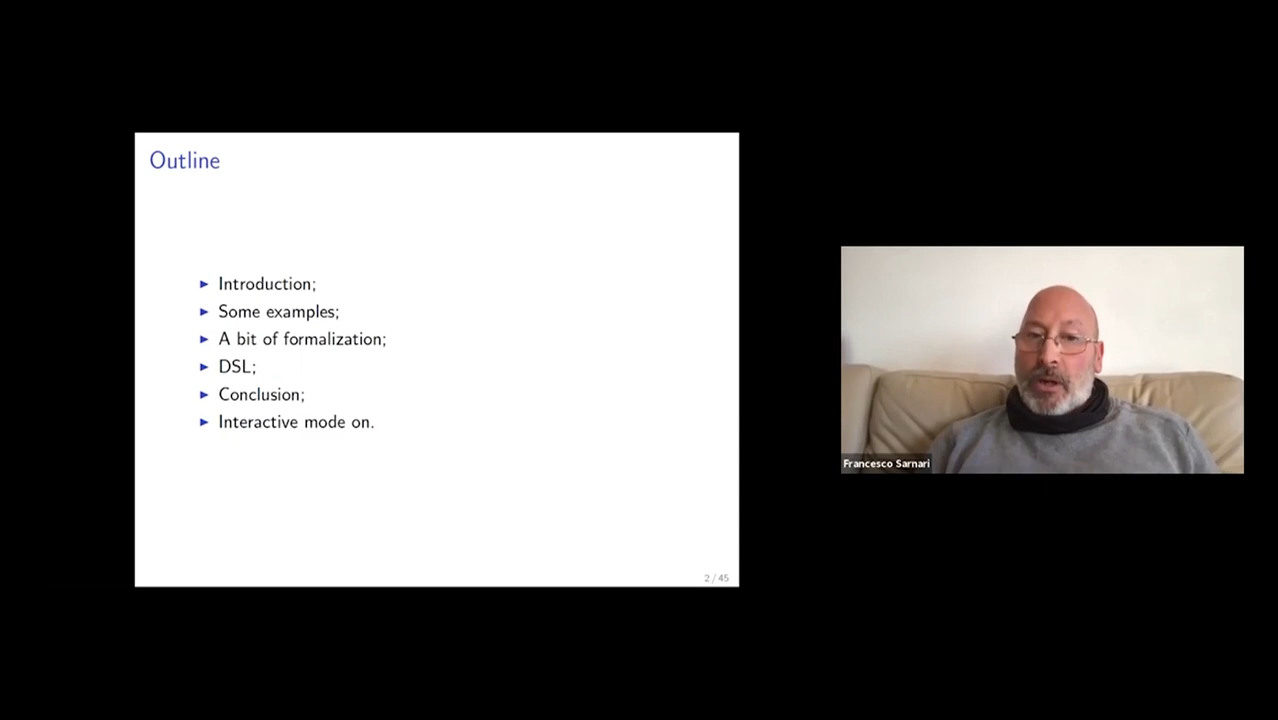 Outline
▶ Introduction;
▶ Some examples;
▶ A bit of formalization;
▶ DSL;
▶ Conclusion;
▶ Interactive mode on.
2 / 45
Francesco Sarnari